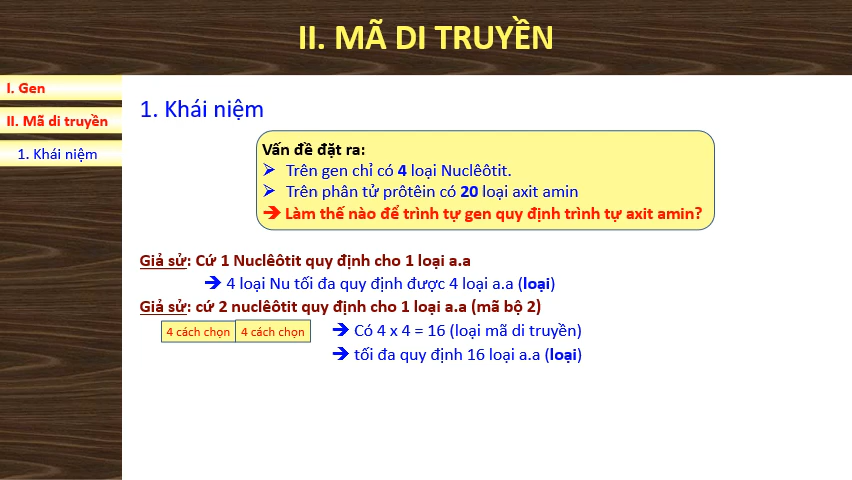 II. MÃ DI TRUYỀN
I. Gen
II. Mã di truyền
1. Khái niệm
1. Khái niệm
Vấn đề đặt ra:
➢ Trên gen chỉ có 4 loại Nuclêôtit.
➢ Trên phân tử prôtêin có 20 loại axit amin
➔ Làm thế nào để trình tự gen quy định trình tự axit amin?
Giả sử: Cứ 1 Nuclêôtit quy định cho 1 loại a.a
➔ 4 loại Nu tối đa quy định được 4 loại a.a (loại)
Giả sử: cứ 2 nuclêôtit quy định cho 1 loại a.a (mã bộ 2)
4 cách chọn 4 cách chọn ➔ Có 4 x 4 = 16 (loại mã di truyền)
➔ tối đa quy định 16 loại a.a (loại)